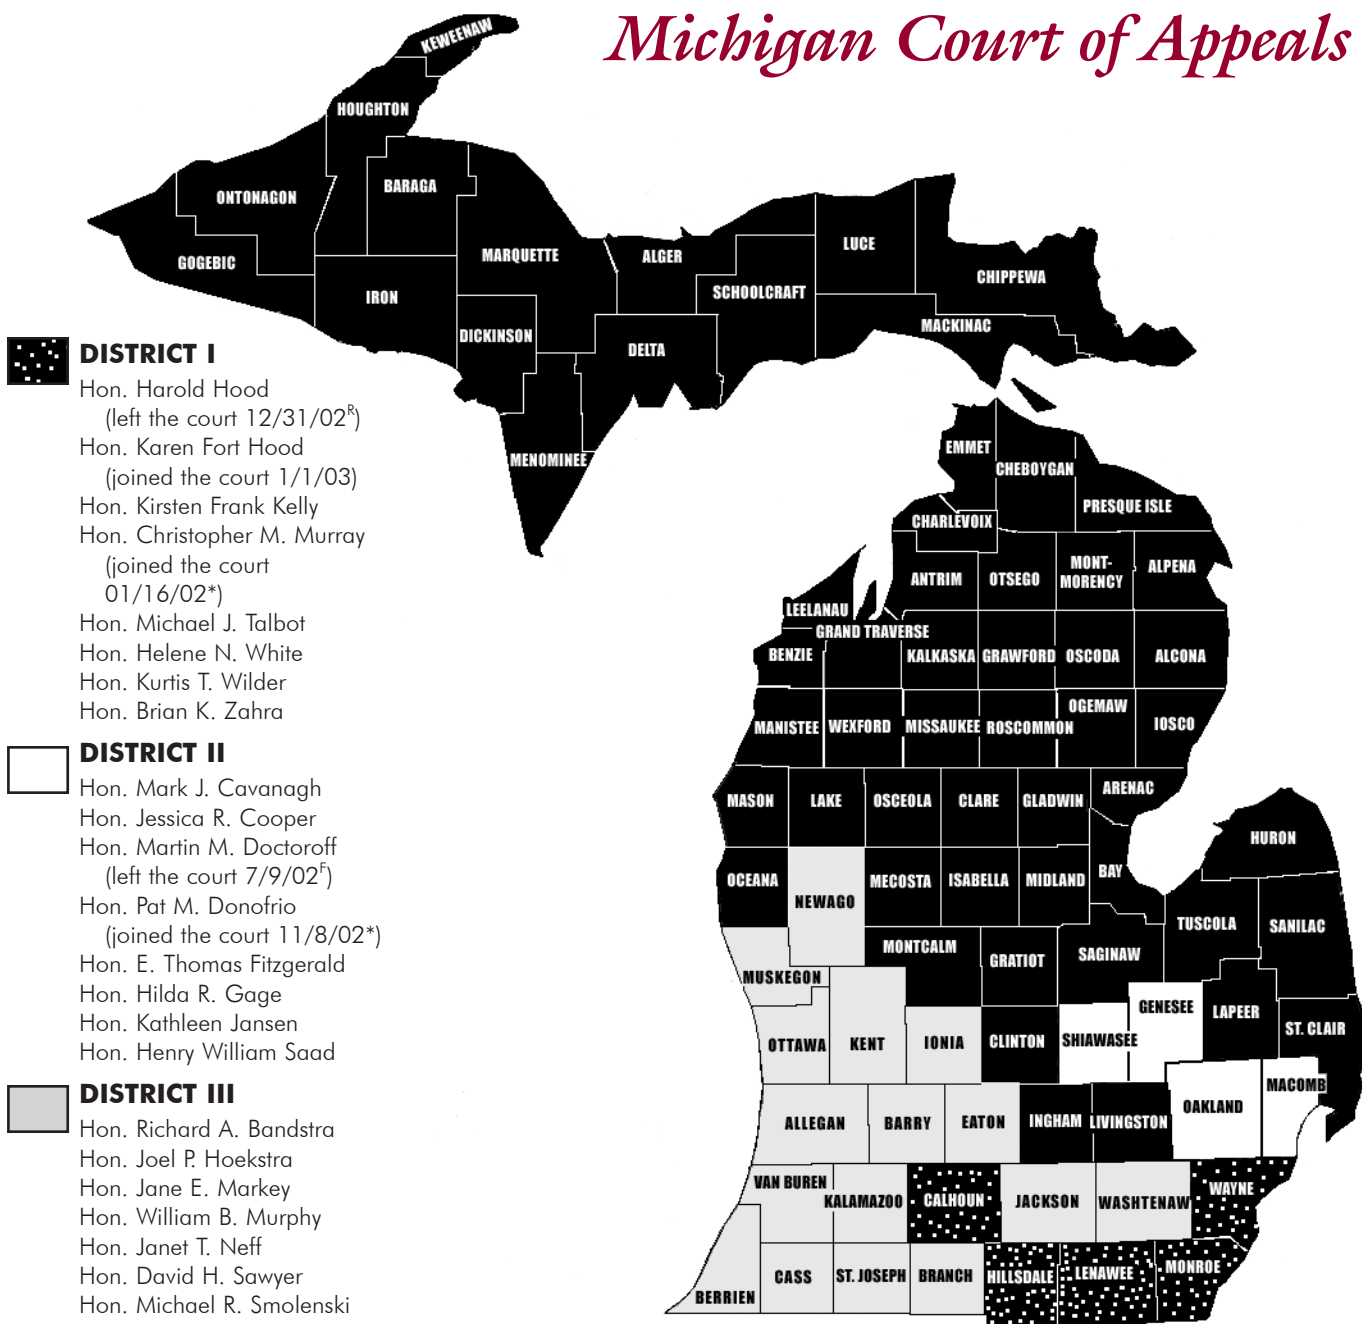 Michigan Court of Appeals
KEWEENAW
HOUGHTON
ONTONAGON
BARAGA
GOGEBIC
MARQUETTE
ALGER
LUCE
IRON
SCHOOLCRAFT
CHIPPEWA
DICKINSON
DELTA
MACKINAC
MENOMINEE
DISTRICT I
Hon. Harold Hood
(left the court 12/31/02R)
Hon. Karen Fort Hood
(joined the court 1/1/03)
Hon. Kirsten Frank Kelly
Hon. Christopher M. Murray
(joined the court
01/16/02*)
Hon. Michael J. Talbot
Hon. Helene N. White
Hon. Kurtis T. Wilder
Hon. Brian K. Zahra
DISTRICT II
Hon. Mark J. Cavanagh
Hon. Jessica R. Cooper
Hon. Martin M. Doctoroff
(left the court 7/9/02F)
Hon. Pat M. Donofrio
(joined the court 11/8/02*)
Hon. E. Thomas Fitzgerald
Hon. Hilda R. Gage
Hon. Kathleen Jansen
Hon. Henry William Saad
DISTRICT III
Hon. Richard A. Bandstra
Hon. Joel P. Hoekstra
Hon. Jane E. Markey
Hon. William B. Murphy
Hon. Janet T. Neff
Hon. David H. Sawyer
Hon. Michael R. Smolenski
EMMET
CHEBOYGAN
PRESQUE ISLE
CHARLEVOIX
ANTRIM
OTSEGO
MONT-
MORENCY
ALPENA
LEELANAU
GRAND TRAVERSE
BENZIE
KALKASKA
GRAWFORD
OSCODA
ALCONA
MANISTEE
WEXFORD
MISSAUKEE
ROSCOMMON
OGEMAW
IOSCO
MASON
LAKE
OSCEOLA
CLARE
GLADWIN
ARENAC
HURON
OCEANA
NEWAGO
MECOSTA
ISABELLA
MIDLAND
BAY
TUSCOLA
SANILAC
MUSKEGON
MONTCALM
GRATIOT
SAGINAW
GENESEE
LAPEER
ST. CLAIR
OTTAWA
KENT
IONIA
CLINTON
SHIAWASEE
MACOMB
ALLEGAN
BARRY
EATON
INGHAM
LIVINGSTON
OAKLAND
VAN BUREN
KALAMAZOO
CALHOUN
JACKSON
WASHTENAW
WAYNE
BERRIEN
CASS
ST. JOSEPH
BRANCH
HILLSDALE
LENAWEE
MONROE